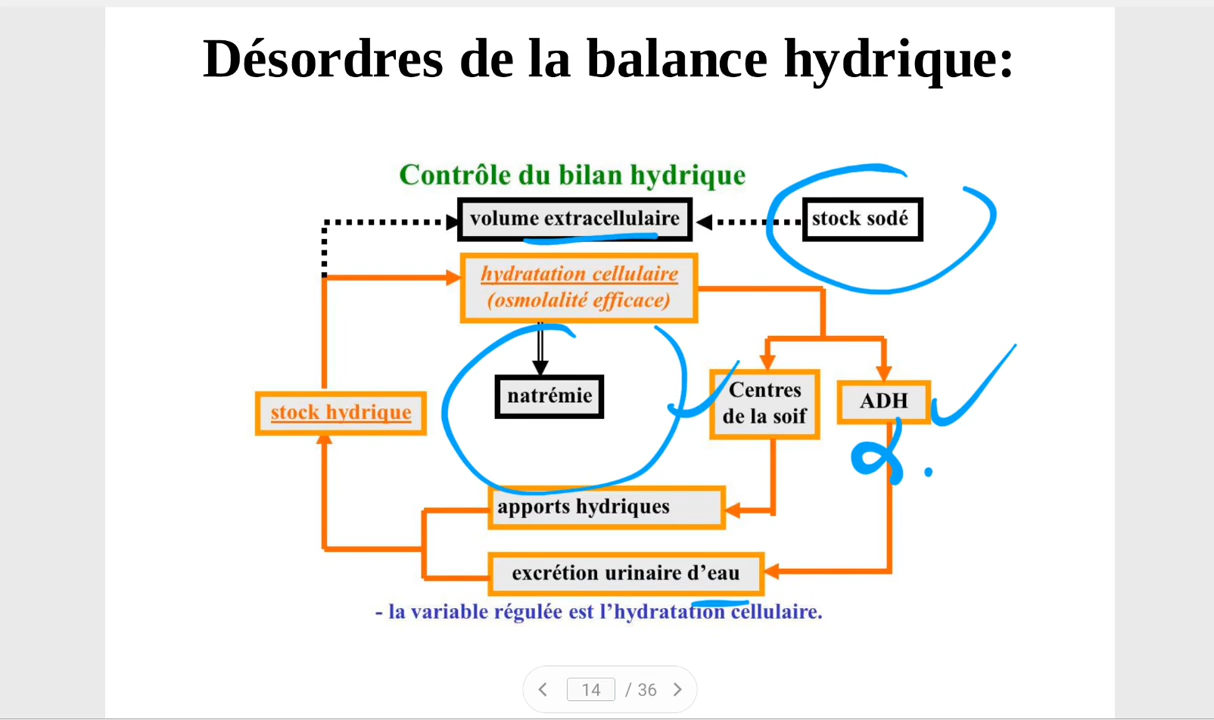 Désordres de la balance hydrique:
Contrôle du bilan hydrique
volume extracellulaire
stock sodé
hydratation cellulaire
(osmolalité efficace)
natrémie
Centres
de la soif
ADH
stock hydrique
apports hydriques
excrétion urinaire d’eau
- la variable régulée est l’hydratation cellulaire.
14 / 36